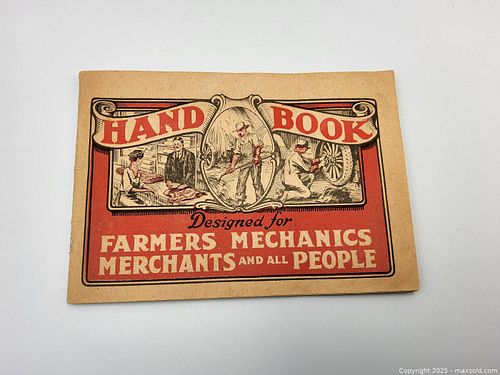 HAND BOOK
Designed for
FARMERS MECHANICS
MERCHANTS AND ALL PEOPLE
Copyright 2025 - maxsold.com